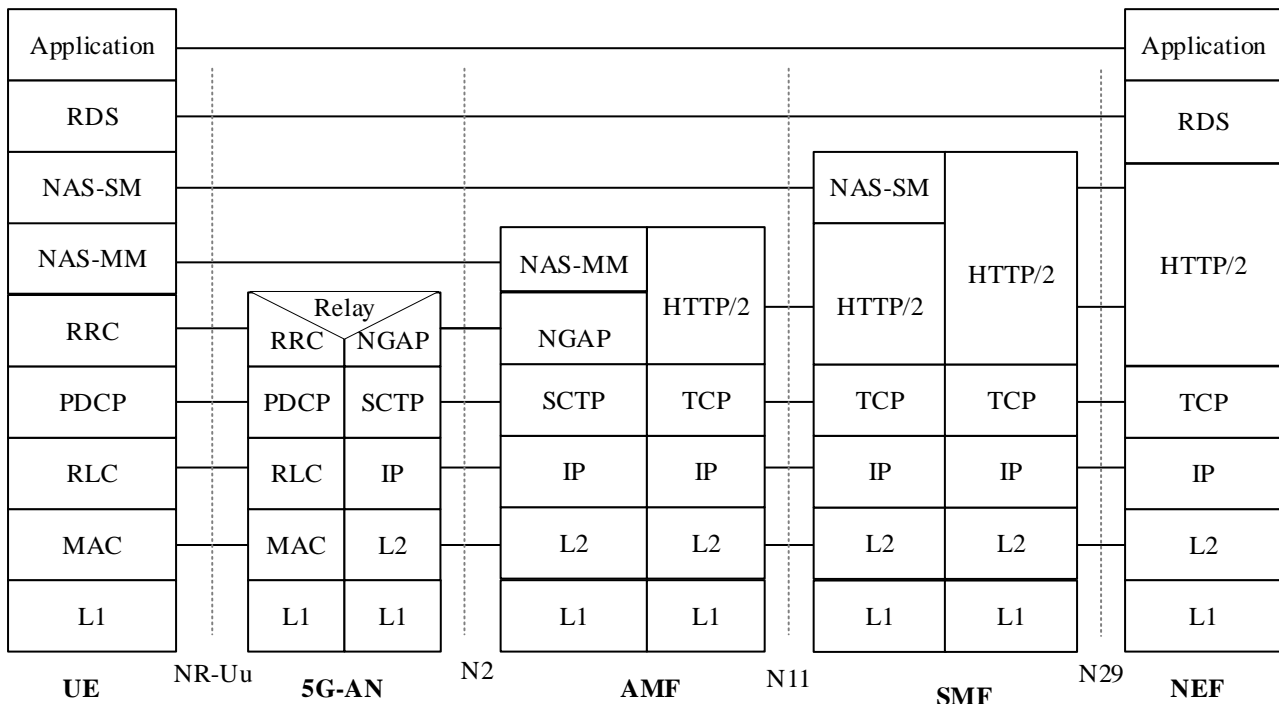 Application
RDS
NAS-SM
NAS-MM
RRC
PDCP
RLC
MAC
L1
UE
NR-Uu
Relay
RRC
NGAP
PDCP
SCTP
RLC
IP
MAC
L2
L1
L1
5G-AN
N2
NAS-MM
HTTP/2
NGAP
SCTP
TCP
IP
IP
L2
L2
L1
L1
AMF
N11
NAS-SM
HTTP/2
HTTP/2
TCP
TCP
IP
IP
L2
L2
L1
L1
SMF
N29
Application
RDS
HTTP/2
TCP
IP
L2
L1
NEF